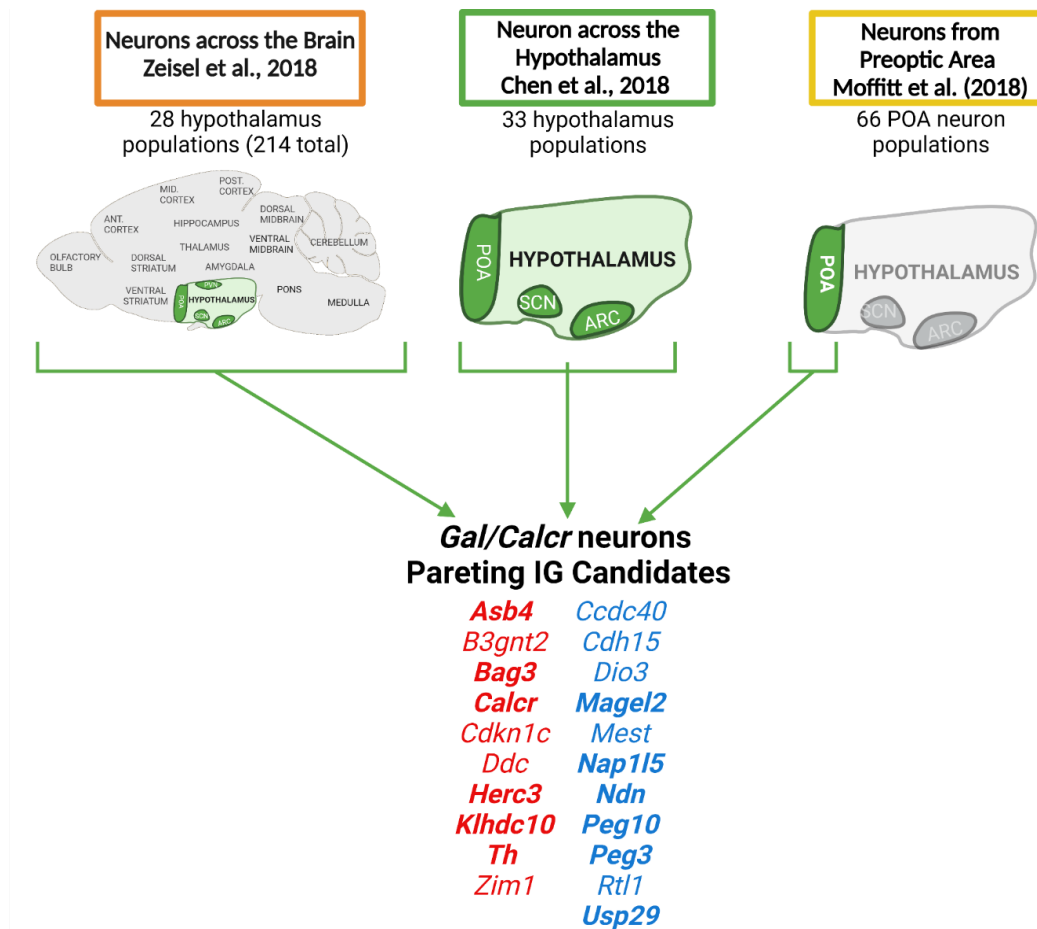 Neurons across the Brain
Zeisel et al., 2018
28 hypothalamus
populations (214 total)
Neuron across the
Hypothalamus
Chen et al., 2018
33 hypothalamus
populations
Neurons from
Preoptic Area
Moffitt et al. (2018)
66 POA neuron
populations
OLFACTORY
BULB
ANT.
CORTEX
MID.
CORTEX
POST.
CORTEX
HIPPOCAMPUS
THALAMUS
DORSAL
STRIATUM
VENTRAL
STRIATUM
AMYGDALA
DORSAL
MIDBRAIN
VENTRAL
MIDBRAIN
CEREBELLUM
PONS
MEDULLA
POA
PVN
HYPOTHALAMUS
SCN
ARC
POA
HYPOTHALAMUS
SCN
ARC
POA
HYPOTHALAMUS
SCN
ARC
Gal/Calcr neurons
Pareting IG Candidates
Asb4
B3gnt2
Bag3
Calcr
Cdkn1c
Ddc
Herc3
Klhdc10
Th
Zim1
Ccdc40
Cdh15
Dio3
Magel2
Mest
Nap1l5
Ndn
Peg10
Peg3
Rtl1
Usp29